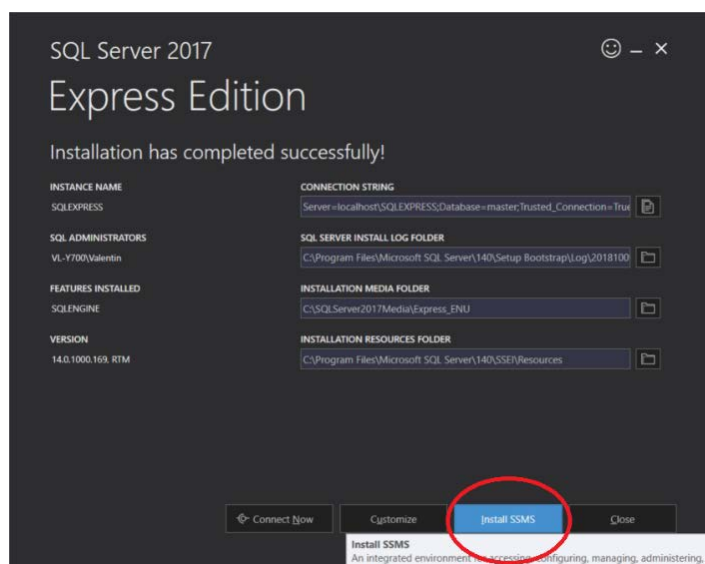 SQL Server 2017
Express Edition
Installation has completed successfully!
INSTANCE NAME
SQLEXPRESS
CONNECTION STRING
Server=localhost\SQLEXPRESS;Database=master;Trusted_Connection=True
SQL ADMINISTRATORS
VL-Y700\Valentin
SQL SERVER INSTALL LOG FOLDER
C:\Program Files\Microsoft SQL Server\140\Setup Bootstrap\Log\2018100
FEATURES INSTALLED
SQLENGINE
INSTALLATION MEDIA FOLDER
C:\SQLServer2017Media\Express_ENU
VERSION
14.0.1000.169. RTM
INSTALLATION RESOURCES FOLDER
C:\Program Files\Microsoft SQL Server\140\SSEI\Resources
Connect Now
Customize
Install SSMS
Close
Install SSMS
An integrated environment for accessing, configuring, managing, administering,